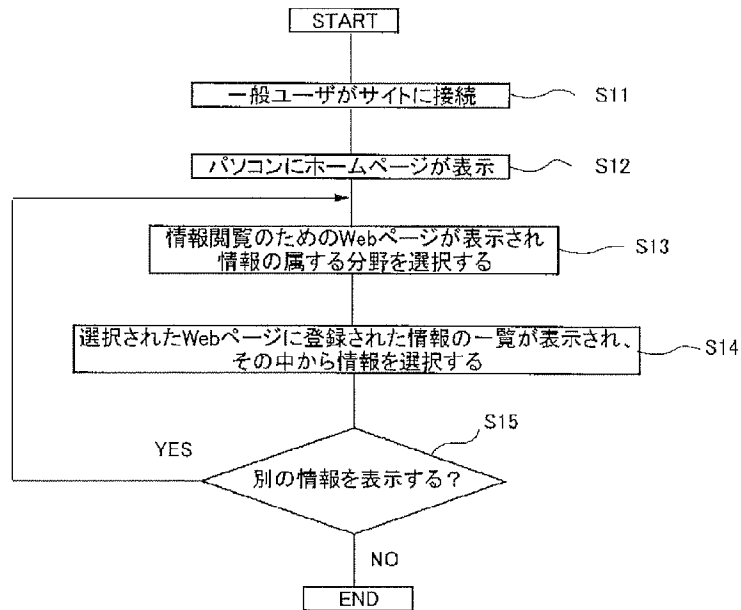 START
一般ユーザがサイトに接続
S11
パソコンにホームページが表示
S12
情報閲覧のためのWebページが表示され
情報の属する分野を選択する
S13
選択されたWebページに登録された情報の一覧が表示され、
その中から情報を選択する
S14
S15
YES
別の情報を表示する？
NO
END